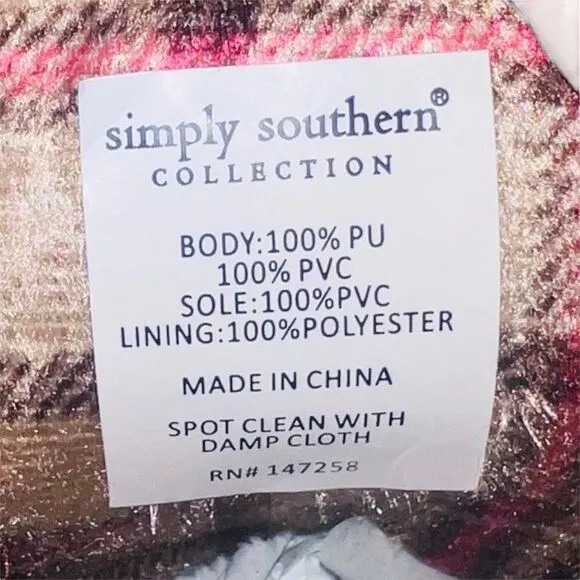 simply southern®
COLLECTION
BODY:100% PU
100% PVC
SOLE:100%PVC
LINING:100%POLYESTER
MADE IN CHINA
SPOT CLEAN WITH
DAMP CLOTH
RN# 147258